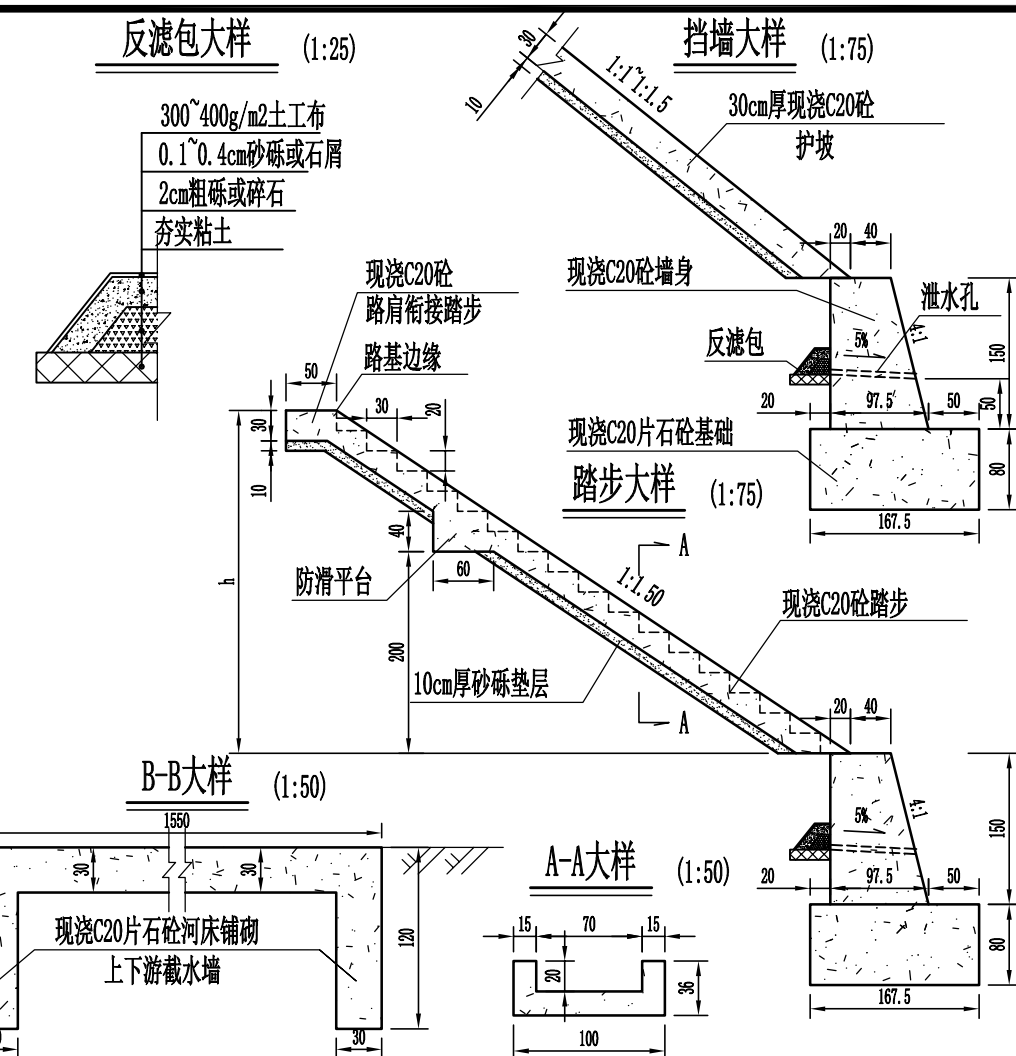 反滤包大样 (1:25)
300~400g/m2土工布
0.1~0.4cm砂砾或石屑
2cm粗砾或碎石
夯实粘土
挡墙大样 (1:75)
30
10
1:1~1:1.5
30cm厚现浇C20砼
护坡
20 40
现浇C20砼墙身
泄水孔
反滤包
5%
4:1
150
50
20 97.5 50
现浇C20片石砼基础
80
167.5
现浇C20砼
路肩衔接踏步
路基边缘
50
30
20
30
10
踏步大样 (1:75)
40
60
防滑平台
h
200
A
1:1.50
现浇C20砼踏步
10cm厚砂砾垫层
A
20 40
5%
4:1
150
20 97.5 50
80
167.5
B-B大样 (1:50)
1550
30 30
现浇C20片石砼河床铺砌
上下游截水墙
120
30
A-A大样 (1:50)
15 70 15
20
36
100